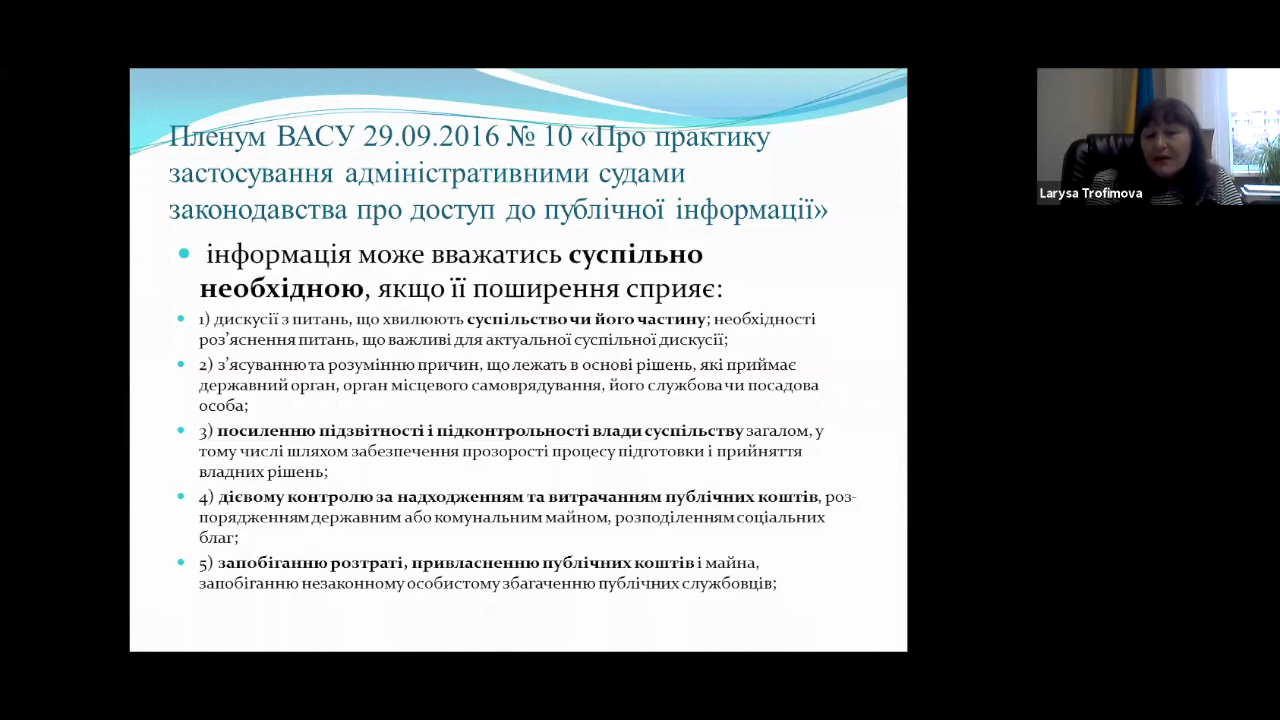 Пленум ВАСУ 29.09.2016 № 10 «Про практику
застосування адміністративними судами
законодавства про доступ до публічної інформації»
інформація може вважатись суспільно
необхідною, якщо її поширення сприяє:
1) дискусії з питань, що хвилюють суспільство чи його частину; необхідності
роз’яснення питань, що важливі для актуальної суспільної дискусії;
2) з’ясуванню та розумінню причин, що лежать в основі рішень, які приймає
державний орган, орган місцевого самоврядування, його службова чи посадова
особа;
3) посиленню підзвітності і підконтрольності влади суспільству загалом, у
тому числі шляхом забезпечення прозорості процесу підготовки і прийняття
владних рішень;
4) дієвому контролю за надходженням та витрачанням публічних коштів, роз-
порядженням державним або комунальним майном, розподіленням соціальних
благ;
5) запобіганню розтраті, привласненню публічних коштів і майна,
запобіганню незаконному особистому збагаченню публічних службовців;
Larysa Trofimova